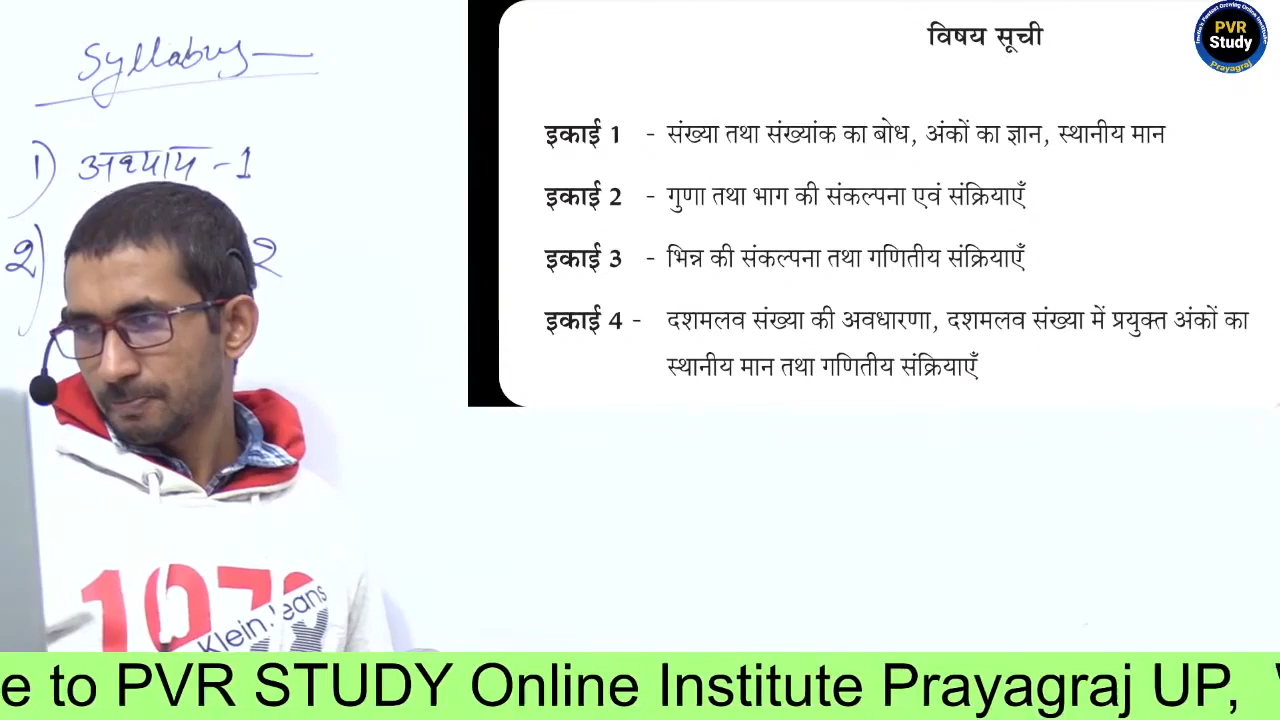 Syllabus
1) अध्याय - 1
2) 2
विषय सूची
PVR
Study
Prayagraj
इकाई 1 - संख्या तथा संख्यांक का बोध, अंकों का ज्ञान, स्थानीय मान
इकाई 2 - गुणा तथा भाग की संकल्पना एवं संक्रियाएँ
इकाई 3 - भिन्न की संकल्पना तथा गणितीय संक्रियाएँ
इकाई 4 - दशमलव संख्या की अवधारणा, दशमलव संख्या में प्रयुक्त अंकों का
स्थानीय मान तथा गणितीय संक्रियाएँ
Klein Jeans
e to PVR STUDY Online Institute Prayagraj UP,